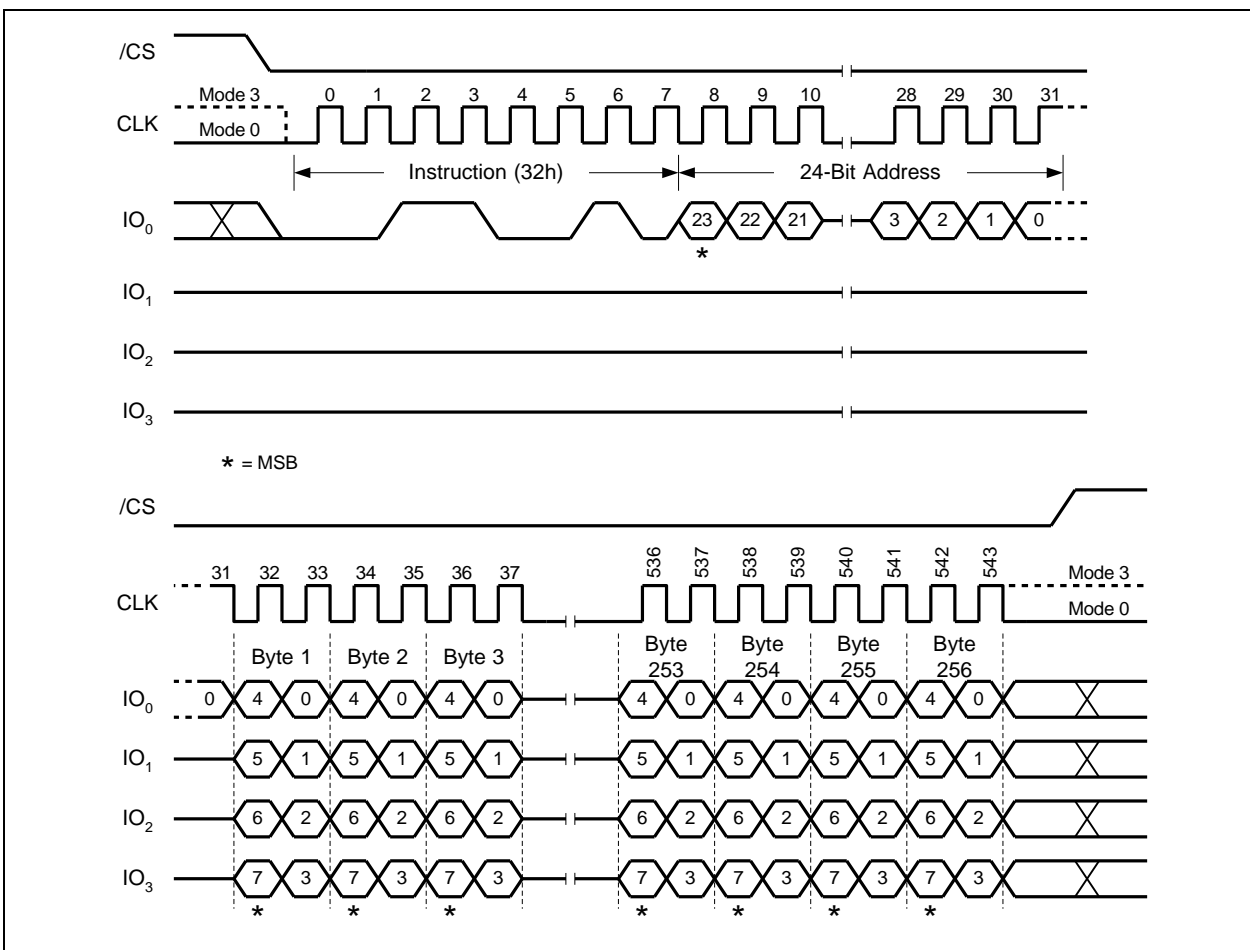 /CS
Mode 3 0 1 2 3 4 5 6 7 8 9 10 28 29 30 31
CLK Mode 0
Instruction (32h) 24-Bit Address
IO0 23 22 21 3 2 1 0
*
IO1
IO2
IO3
* = MSB
/CS
31 32 33 34 35 36 37 536 537 538 539 540 541 542 543 Mode 3
CLK Mode 0
Byte 1 Byte 2 Byte 3 Byte 253 Byte 254 Byte 255 Byte 256
IO0 0 4 0 4 0 4 0 4 0 4 0 4 0 4 0
IO1 5 1 5 1 5 1 5 1 5 1 5 1 5 1
IO2 6 2 6 2 6 2 6 2 6 2 6 2 6 2
IO3 7 3 7 3 7 3 7 3 7 3 7 3 7 3
* * * * * * *